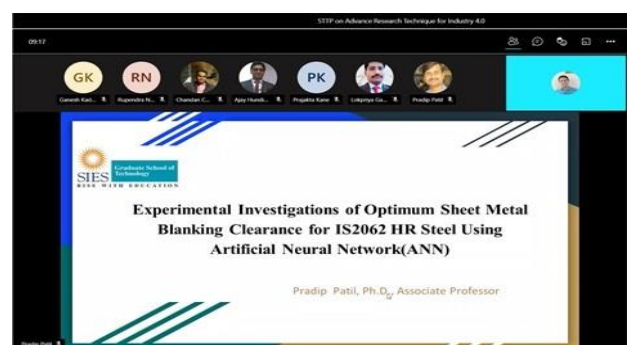 STTP on Advance Research Technique for Industry 4.0
09:17
GK
RN
PK
Ganesh Kad...
Rupendra N...
Chandan C...
Ajay Hundi...
Prajakta Kane
Lokpriya Ga...
Pradip Patil
SIES
Graduate School of
Technology
RISE WITH EDUCATION
Experimental Investigations of Optimum Sheet Metal
Blanking Clearance for IS2062 HR Steel Using
Artificial Neural Network(ANN)
Pradip Patil, Ph.D., Associate Professor
Pradip Patil